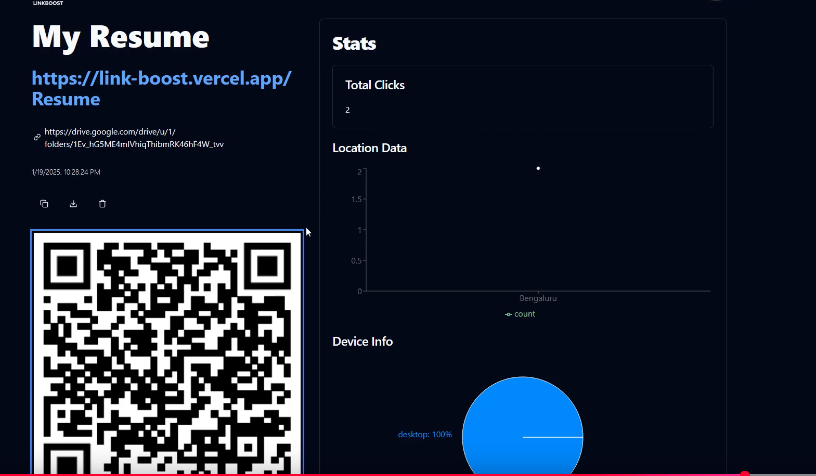 LINKBOOST
My Resume
https://link-boost.vercel.app/
Resume
https://drive.google.com/drive/u/1/
folders/1Ev_hG5ME4mIVhiqThibmRK46hF4W_tvv
1/19/2025, 10:28:24 PM
Stats
Total Clicks
2
Location Data
2
1.5
1
0.5
0
Bengaluru
count
Device Info
desktop: 100%